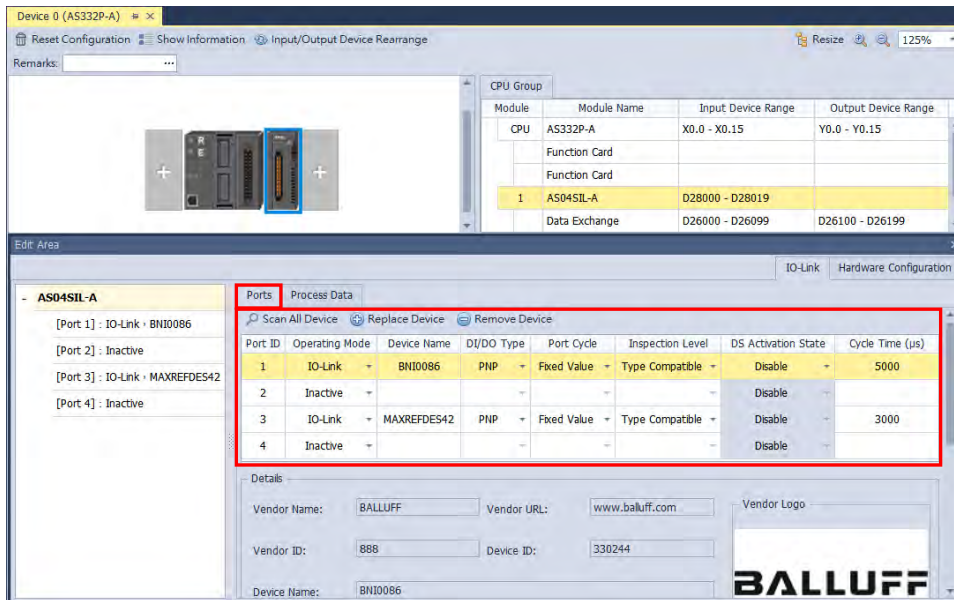 Device 0 (AS332P-A)
Reset Configuration Show Information Input/Output Device Rearrange Resize 125%
Remarks: ...
CPU Group
Module Module Name Input Device Range Output Device Range
CPU AS332P-A X0.0 - X0.15 Y0.0 - Y0.15
Function Card
Function Card
1 AS04SIL-A D28000 - D28019
Data Exchange D26000 - D26099 D26100 - D26199
R
E
+ +
Edit Area
IO-Link Hardware Configuration
- AS04SIL-A
[Port 1] : IO-Link › BNI0086
[Port 2] : Inactive
[Port 3] : IO-Link › MAXREFDES42
[Port 4] : Inactive
Ports Process Data
Scan All Device Replace Device Remove Device
Port ID Operating Mode Device Name DI/DO Type Port Cycle Inspection Level DS Activation State Cycle Time (µs)
1 IO-Link BNI0086 PNP Fixed Value Type Compatible Disable 5000
2 Inactive Disable
3 IO-Link MAXREFDES42 PNP Fixed Value Type Compatible Disable 3000
4 Inactive Disable
Details
Vendor Name: BALLUFF Vendor URL: www.balluff.com Vendor Logo
Vendor ID: 888 Device ID: 330244
Device Name: BNI0086
BALLUFF